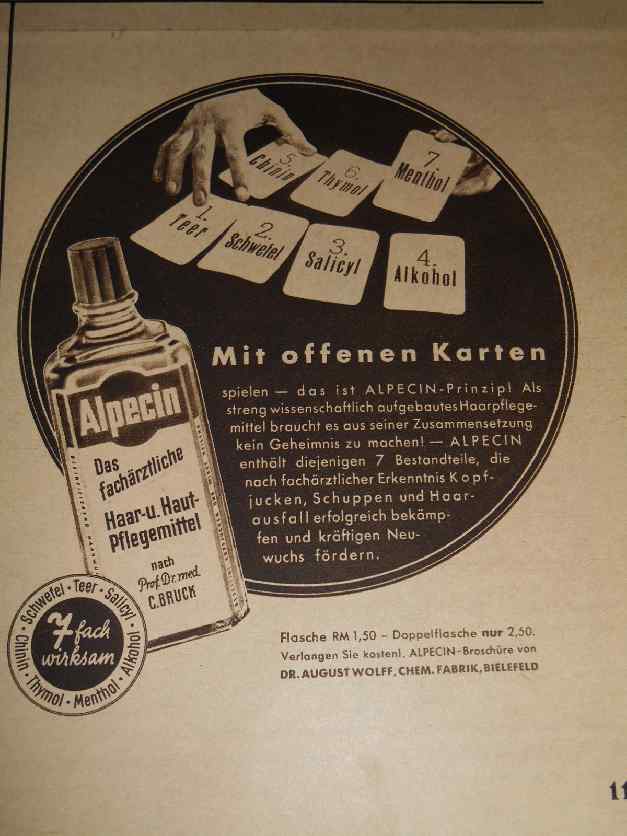 5.
Chinin
6.
Thymol
7.
Menthol
1.
Teer
2.
Schwefel
3.
Salicyl
4.
Alkohol
Mit offenen Karten
spielen — das ist ALPECIN-Prinzip! Als
streng wissenschaftlich aufgebautes Haarpflege-
mittel braucht es aus seiner Zusammensetzung
kein Geheimnis zu machen! — ALPECIN
enthält diejenigen 7 Bestandteile, die
nach fachärztlicher Erkenntnis Kopf-
jucken, Schuppen und Haar-
ausfall erfolgreich bekämp-
fen und kräftigen Neu-
wuchs fördern.
Alpecin
Das
fachärztliche
Haar-u. Haut-
pflegemittel
nach
Prof. Dr. med.
C. BRUCK
Schwefel · Teer · Salicyl · Alkohol · Menthol · Thymol · Chinin ·
7 fach
wirksam
Flasche RM 1,50 – Doppelflasche nur 2,50.
Verlangen Sie kostenl. ALPECIN-Broschüre von
DR. AUGUST WOLFF, CHEM. FABRIK, BIELEFELD
11